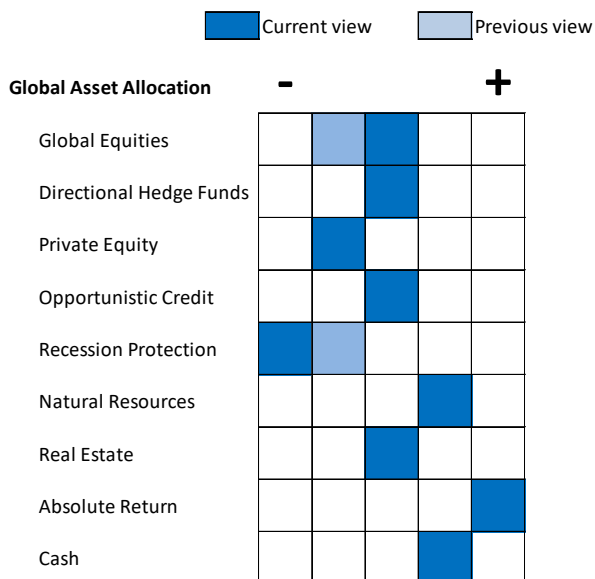 Current view Previous view
Global Asset Allocation - +
Global Equities
Directional Hedge Funds
Private Equity
Opportunistic Credit
Recession Protection
Natural Resources
Real Estate
Absolute Return
Cash